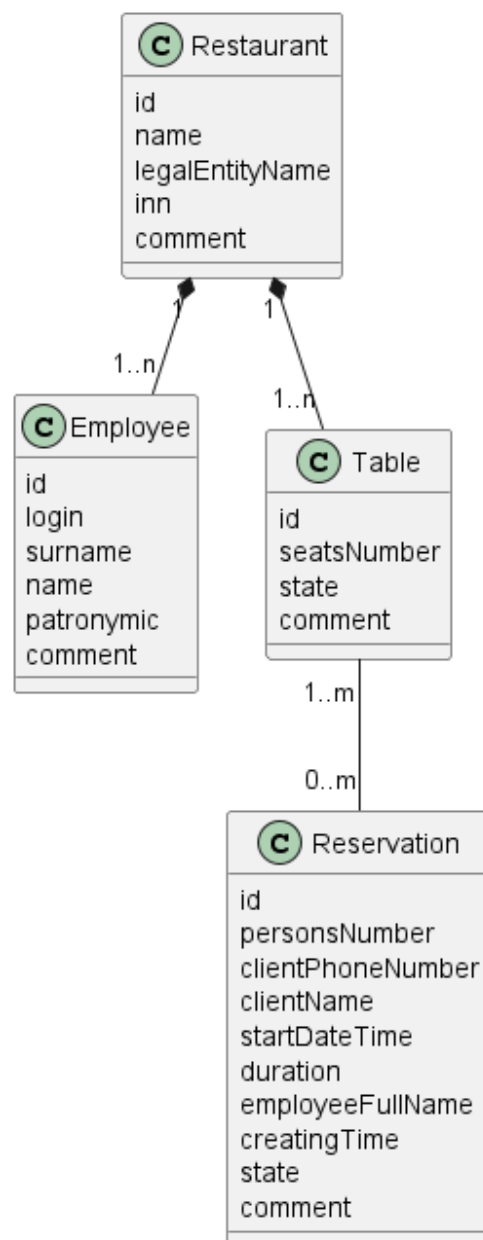 C Restaurant
id
name
legalEntityName
inn
comment
1 1
1..n
1..n
C Employee
id
login
surname
name
patronymic
comment
C Table
id
seatsNumber
state
comment
1..m
0..m
C Reservation
id
personsNumber
clientPhoneNumber
clientName
startDateTime
duration
employeeFullName
creatingTime
state
comment